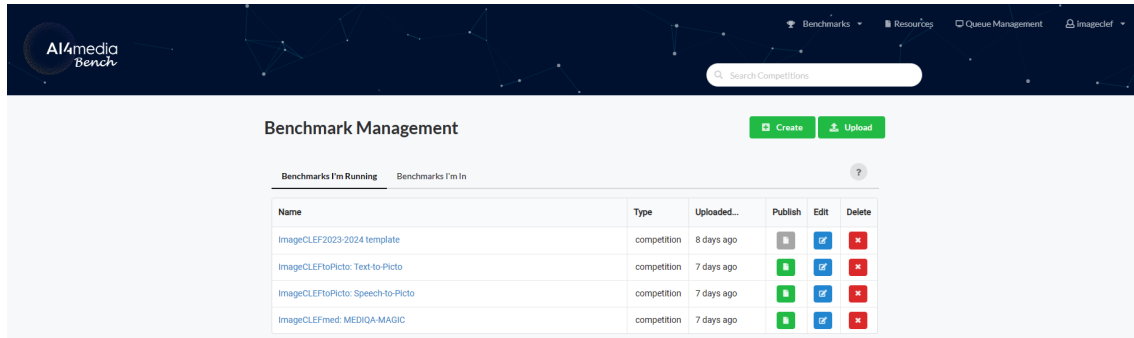 Benchmarks Resources Queue Management imageclef
AI4media
Bench
Search Competitions
Benchmark Management
Create Upload
Benchmarks I'm Running Benchmarks I'm In ?
Name Type Uploaded... Publish Edit Delete
ImageCLEF2023-2024 template competition 8 days ago
ImageCLEFtoPicto: Text-to-Picto competition 7 days ago
ImageCLEFtoPicto: Speech-to-Picto competition 7 days ago
ImageCLEFmed: MEDIQA-MAGIC competition 7 days ago